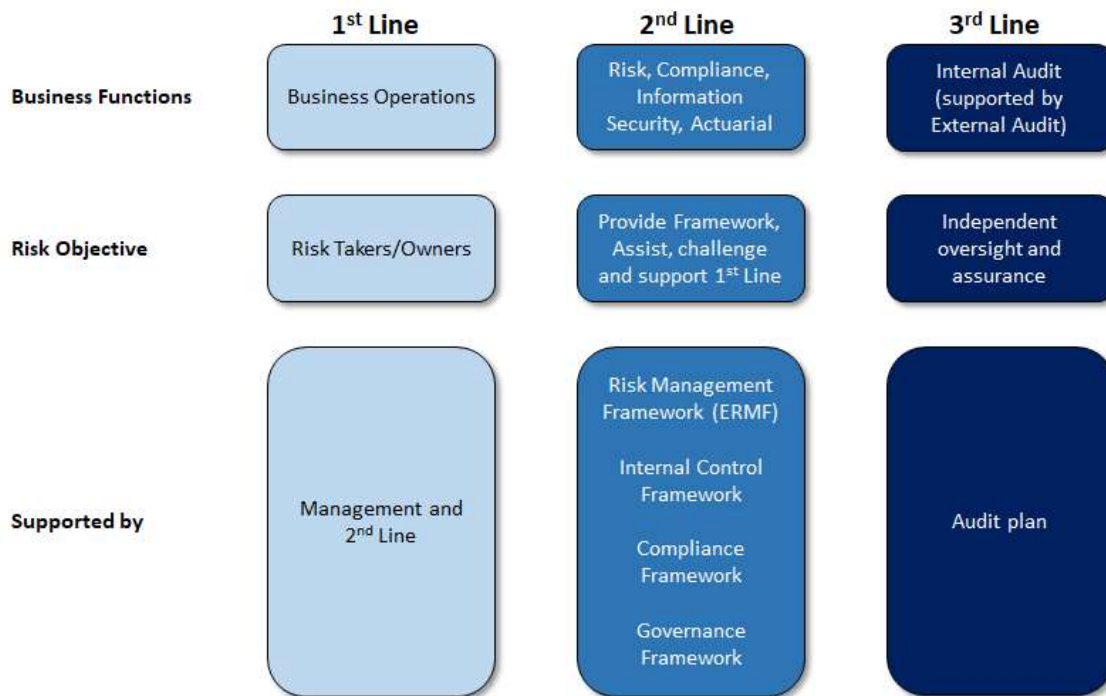 1st Line
2nd Line
3rd Line
Business Functions
Business Operations
Risk, Compliance,
Information
Security, Actuarial
Internal Audit
(supported by
External Audit)
Risk Objective
Risk Takers/Owners
Provide Framework,
Assist, challenge
and support 1st Line
Independent
oversight and
assurance
Supported by
Management and
2nd Line
Risk Management
Framework (ERMF)
Internal Control
Framework
Compliance
Framework
Governance
Framework
Audit plan